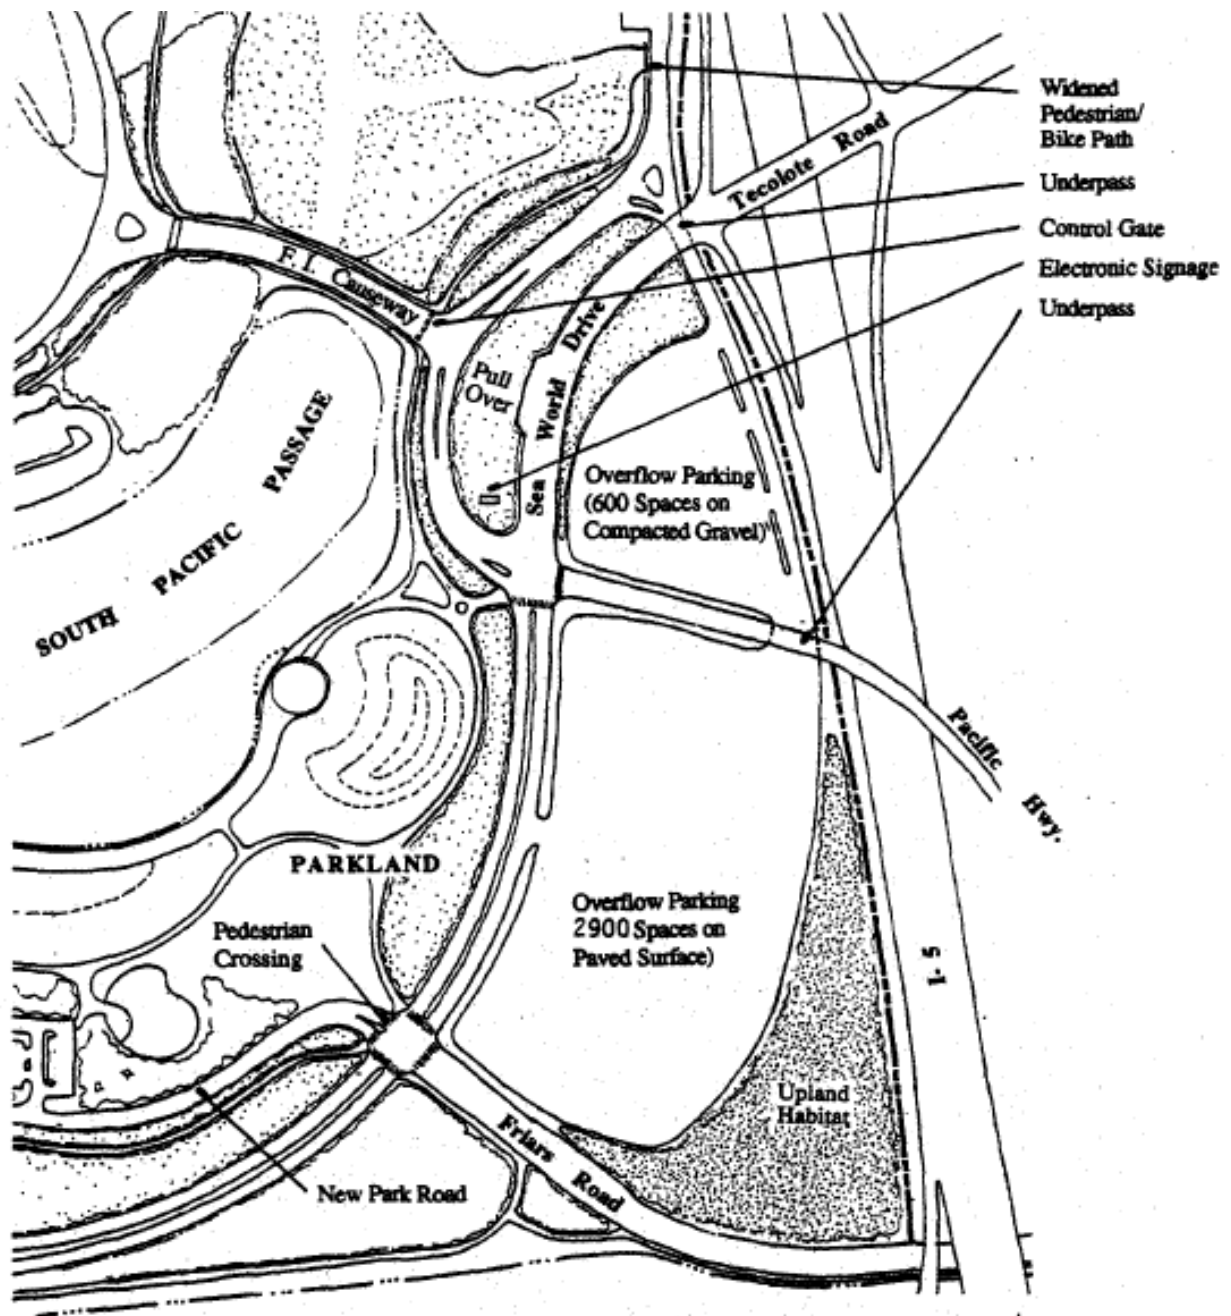 Widened
Pedestrian/
Bike Path
Underpass
Control Gate
Electronic Signage
Underpass
Tecolote Road
F. I. Causeway
Pull
Over
Sea World Drive
SOUTH PACIFIC PASSAGE
Overflow Parking
(600 Spaces on
Compacted Gravel)
Pacific Hwy.
PARKLAND
Overflow Parking
2900 Spaces on
Paved Surface)
Pedestrian
Crossing
I-5
Upland
Habitat
Friars Road
New Park Road